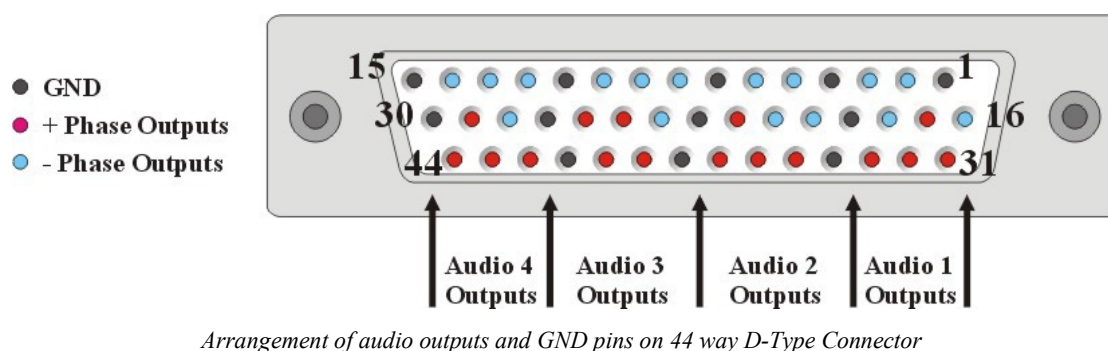 15
1
GND
30
16
+ Phase Outputs
- Phase Outputs
44
31
Audio 4 Outputs
Audio 3 Outputs
Audio 2 Outputs
Audio 1 Outputs
Arrangement of audio outputs and GND pins on 44 way D-Type Connector